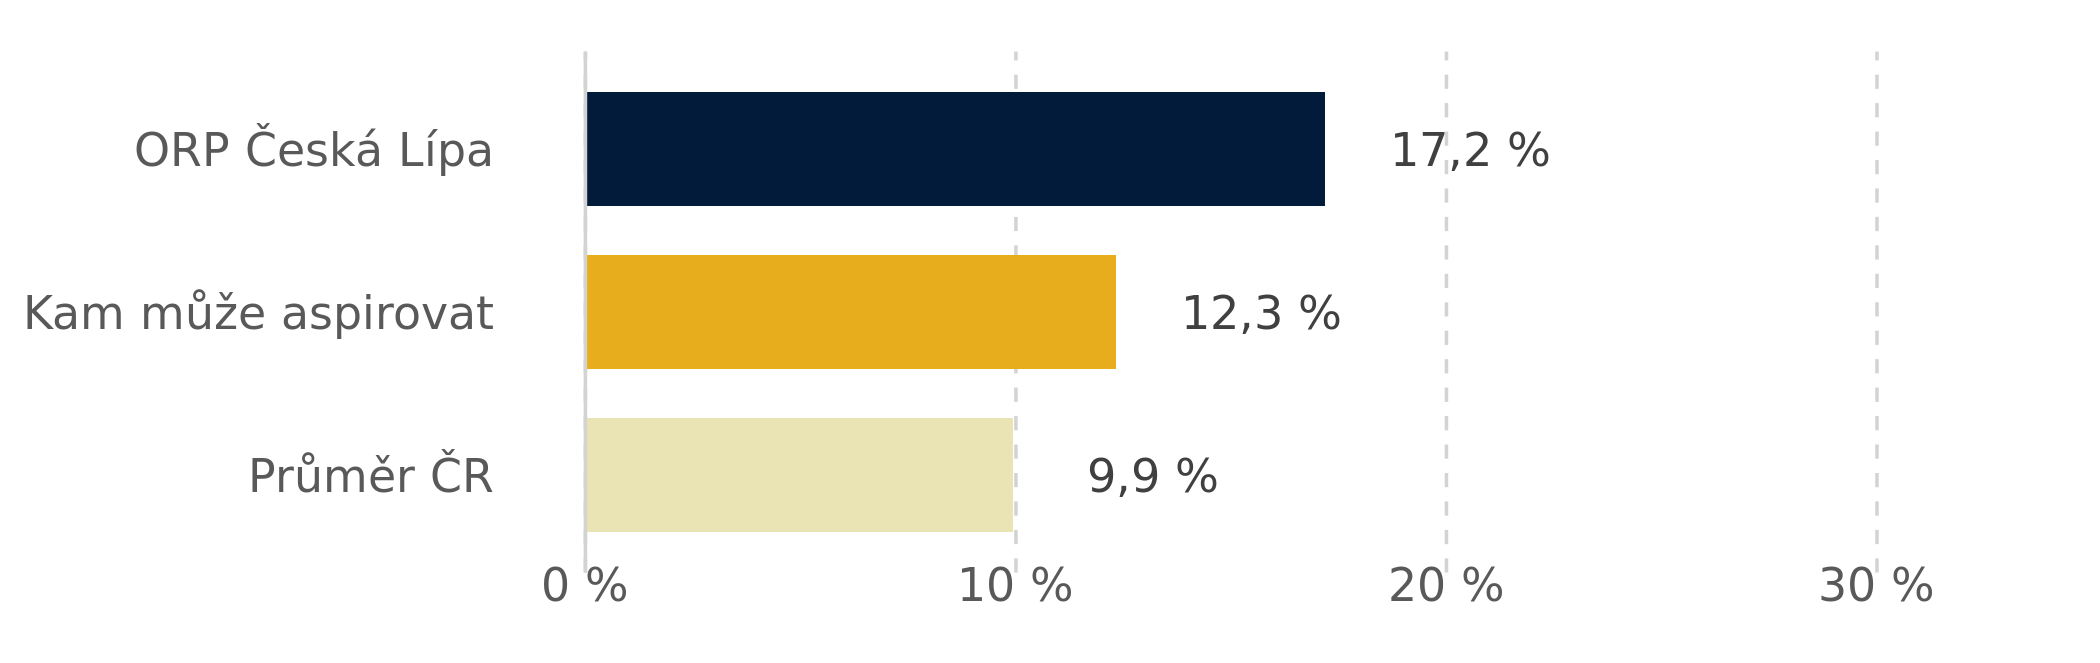 ORP Česká Lípa 17,2 %
Kam může aspirovat 12,3 %
Průměr ČR 9,9 %
0 % 10 % 20 % 30 %